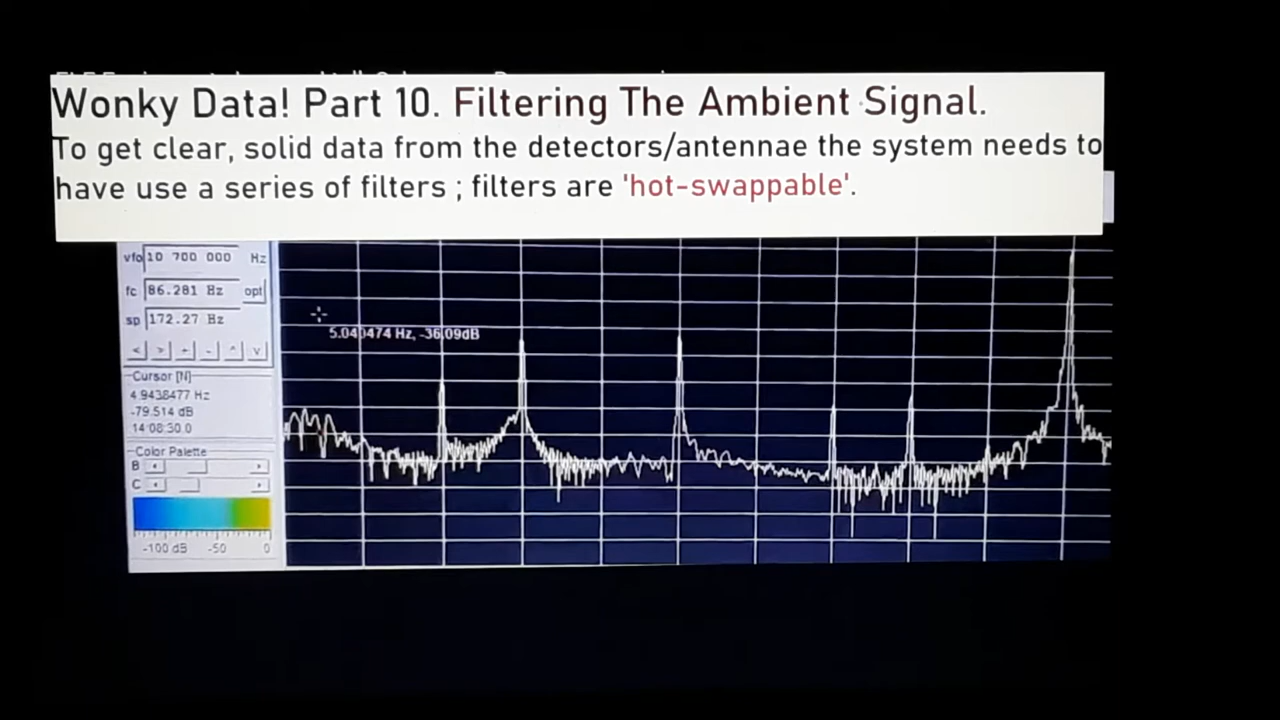 Wonky Data! Part 10. Filtering The Ambient Signal.
To get clear, solid data from the detectors/antennae the system needs to
have use a series of filters ; filters are 'hot-swappable'.
vfo 10 700 000 Hz
fc 86.281 Hz opt
sp 172.27 Hz
< > + - ^ v
5.040474 Hz, -36.09dB
Cursor [N]
4.9438477 Hz
-79.514 dB
14:08:30.0
Color Palette
B
C
-100 dB -50 0